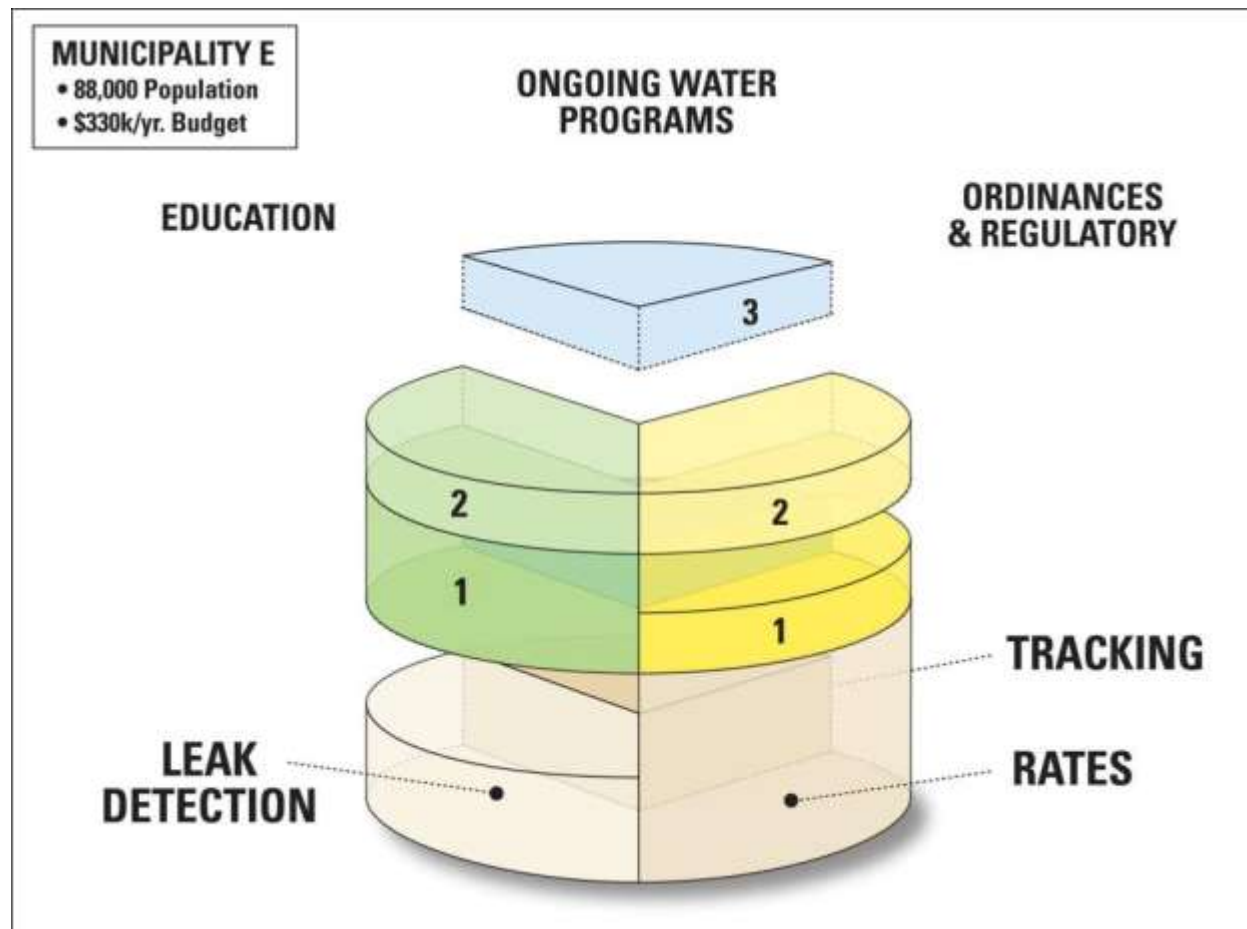 MUNICIPALITY E
• 88,000 Population
• $330k/yr. Budget
ONGOING WATER
PROGRAMS
EDUCATION
ORDINANCES
& REGULATORY
3
2
2
1
1
TRACKING
LEAK
DETECTION
RATES